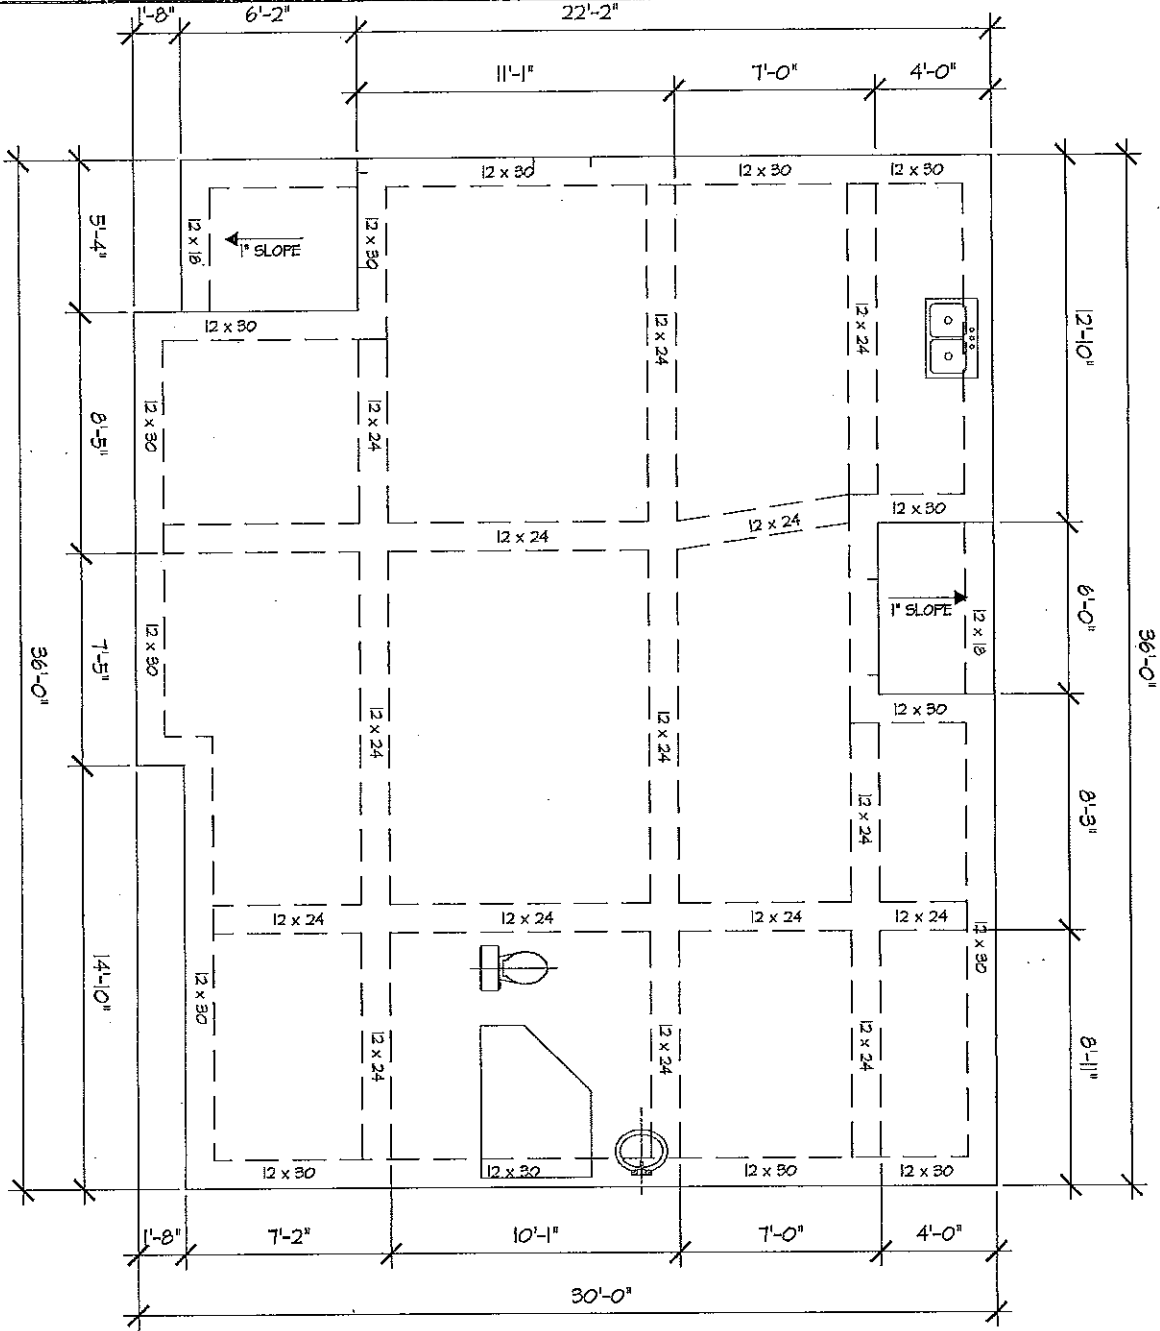 1'-8" 6'-2" 22'-2"
11'-1" 7'-0" 4'-0"
12 x 30 12 x 30 12 x 30
5'-4"
12 x 18
1" SLOPE
12 x 30
12 x 30
12 x 24
12 x 24
12'-10"
36'-0"
8'-5"
12 x 30
12 x 24
12 x 24
12 x 24
12 x 30
6'-0"
1" SLOPE
12 x 18
7'-5"
12 x 30
36'-0"
12 x 24
12 x 24
12 x 30
12 x 24
8'-3"
12 x 24 12 x 24 12 x 24 12 x 24
12 x 30
14'-10"
12 x 30
12 x 24
12 x 24
12 x 24
8'-11"
12 x 30 12 x 30 12 x 30 12 x 30
1'-8" 7'-2" 10'-1" 7'-0" 4'-0"
30'-0"
36'-0"